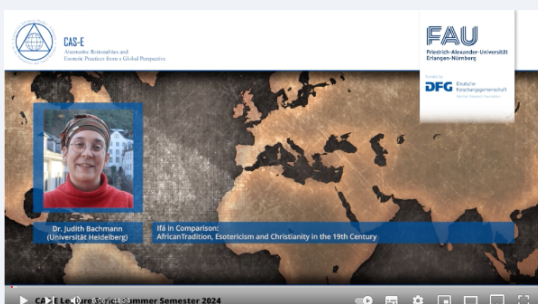 CAS-E
Alternative Rationalities and
Esoteric Practices from a Global Perspective
FAU
Friedrich-Alexander-Universität
Erlangen-Nürnberg
DFG Deutsche
Forschungsgemeinschaft
Dr. Judith Bachmann
(Universität Heidelberg)
Ifá in Comparison:
AfricanTradition, Esotericism and Christianity in the 19th Century
Summer Semester 2024